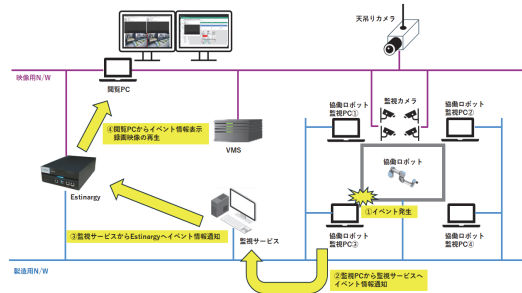 天吊りカメラ
映像用N/W
閲覧PC
監視カメラ
協働ロボット
監視PC①
協働ロボット
監視PC②
④閲覧PCからイベント情報表示
録画映像の再生
VMS
協働ロボット
Estinargy
①イベント発生
③監視サービスからEstinargyへイベント情報通知
監視サービス
協働ロボット
監視PC③
協働ロボット
監視PC④
製造用N/W
②監視PCから監視サービスへ
イベント情報通知